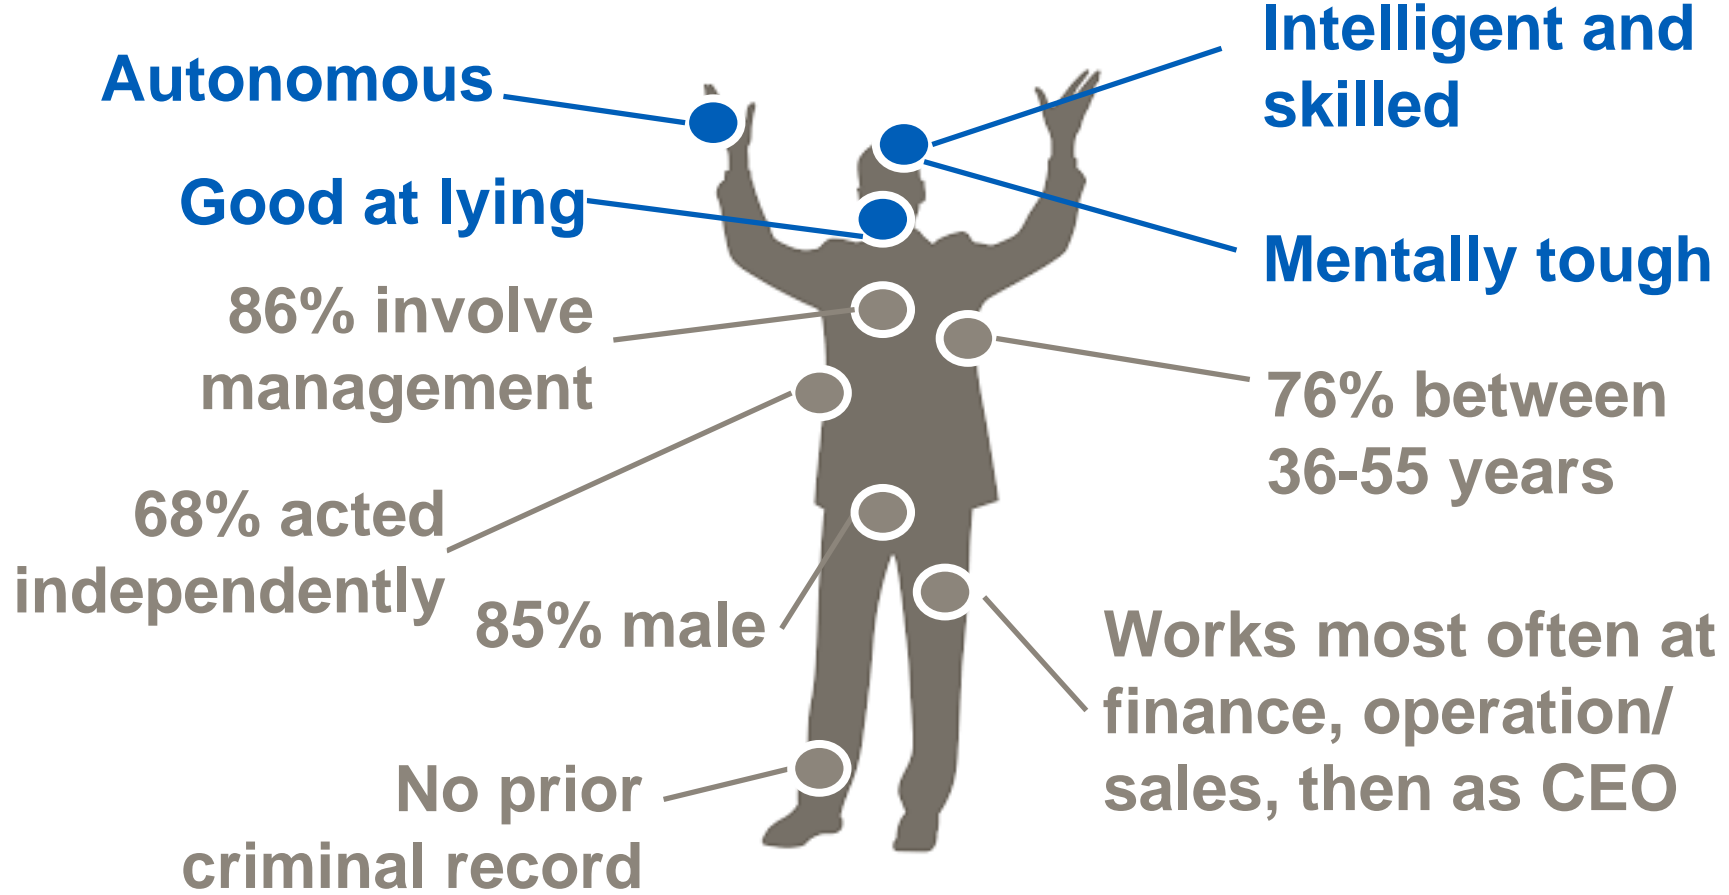 Autonomous
Good at lying
86% involve
management
68% acted
independently
85% male
No prior
criminal record
Intelligent and
skilled
Mentally tough
76% between
36-55 years
Works most often at
finance, operation/
sales, then as CEO